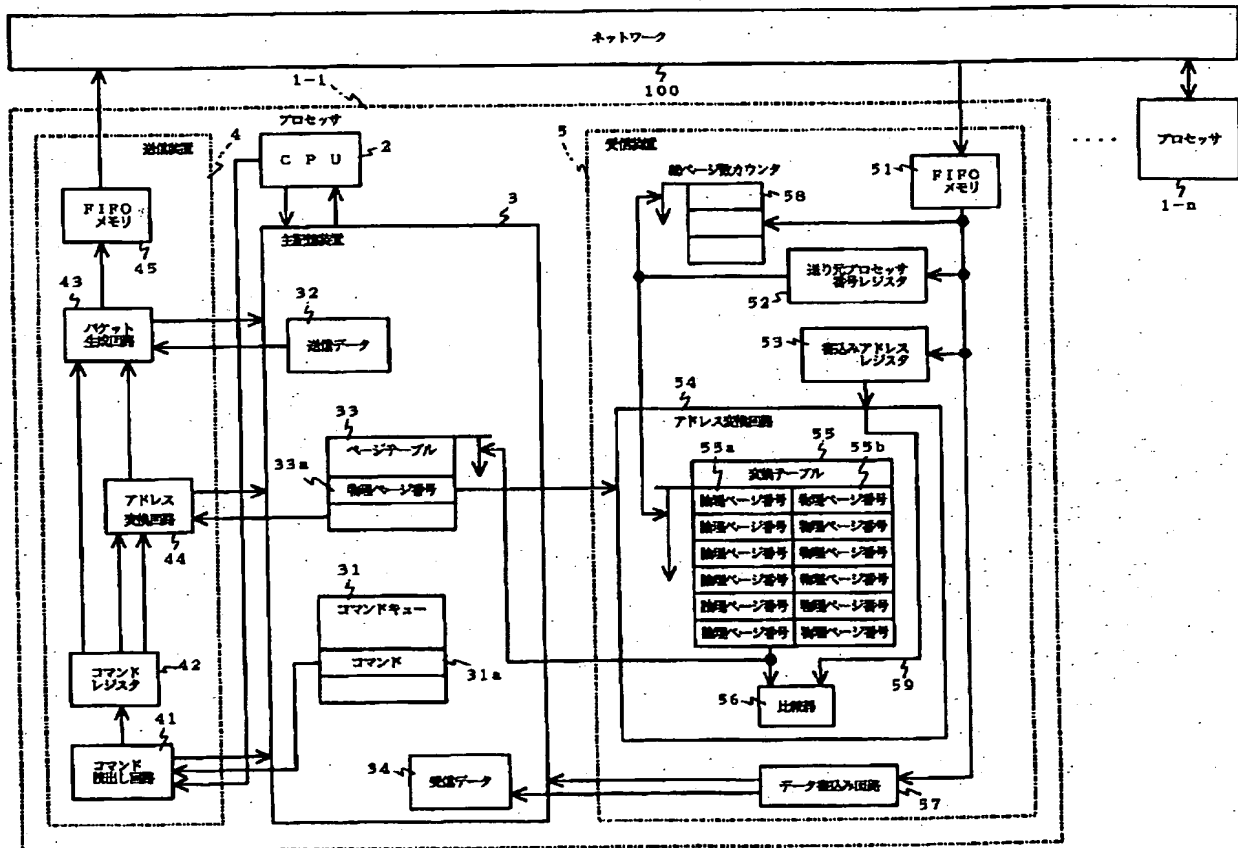 ネットワーク
100
1-1
プロセッサ
1-n
プロセッサ
送信装置
4
CPU
2
FIFO
メモリ
45
43
パケット
生成回路
アドレス
変換回路
44
コマンド
レジスタ
42
41
コマンド
読出し回路
主記憶装置
3
32
送信データ
33
ページテーブル
33a
物理ページ番号
31
コマンドキュー
コマンド
31a
34
受信データ
5
受信装置
51
FIFO
メモリ
総ページ数カウンタ
58
送り元プロセッサ
番号レジスタ
52
53
書込みアドレス
レジスタ
54
アドレス変換回路
55
55a
55b
変換テーブル
論理ページ番号 物理ページ番号
論理ページ番号 物理ページ番号
論理ページ番号 物理ページ番号
論理ページ番号 物理ページ番号
論理ページ番号 物理ページ番号
論理ページ番号 物理ページ番号
56
比較器
59
データ書込み回路
57